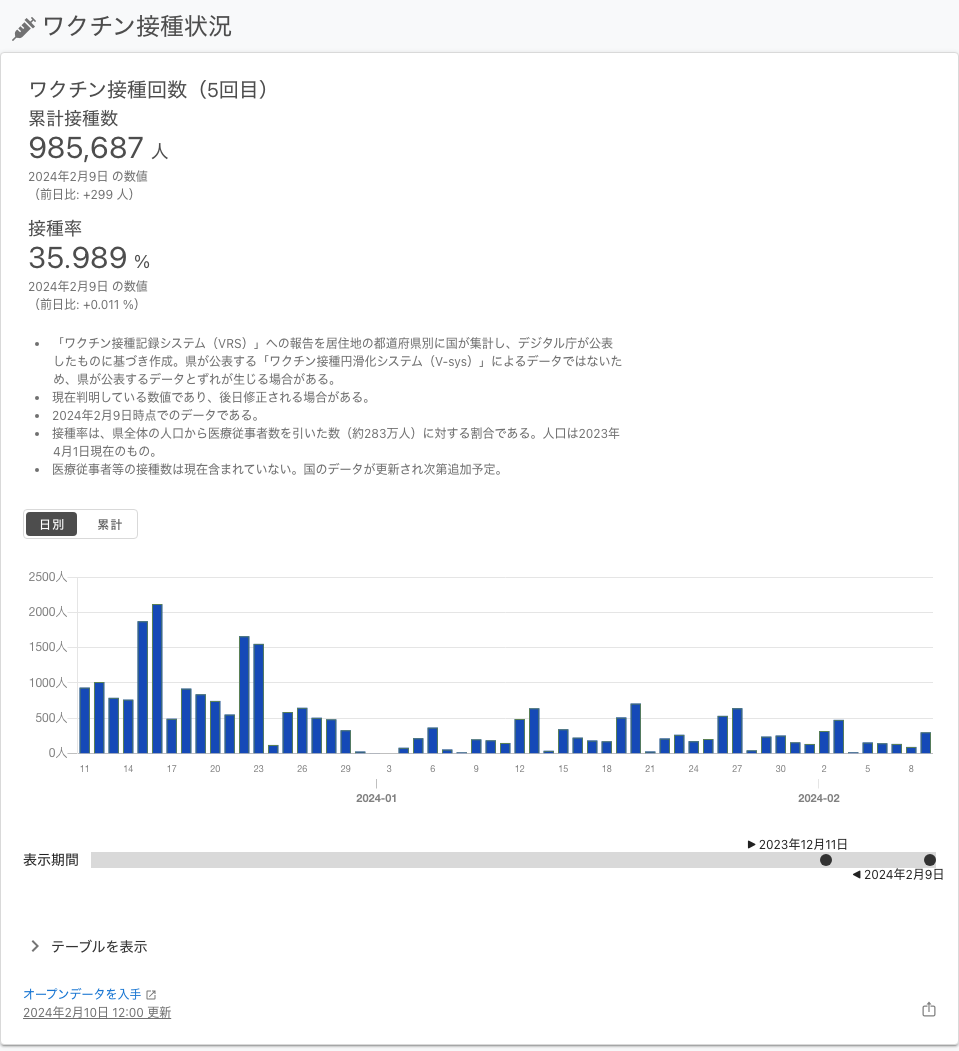 ワクチン接種状況
ワクチン接種回数（5回目）
累計接種数
985,687 人
2024年2月9日 の数値
（前日比: +299 人）
接種率
35.989 %
2024年2月9日 の数値
（前日比: +0.011 %）
• 「ワクチン接種記録システム（VRS）」への報告を居住地の都道府県別に国が集計し、デジタル庁が公表
したものに基づき作成。県が公表する「ワクチン接種円滑化システム（V-sys）」によるデータではないた
め、県が公表するデータとずれが生じる場合がある。
• 現在判明している数値であり、後日修正される場合がある。
• 2024年2月9日時点でのデータである。
• 接種率は、県全体の人口から医療従事者数を引いた数（約283万人）に対する割合である。人口は2023年
4月1日現在のもの。
• 医療従事者等の接種数は現在含まれていない。国のデータが更新され次第追加予定。
日別 累計
2500人
2000人
1500人
1000人
500人
0人
11 14 17 20 23 26 29 3 6 9 12 15 18 21 24 27 30 2 5 8
2024-01 2024-02
▶ 2023年12月11日
表示期間
◀ 2024年2月9日
テーブルを表示
オープンデータを入手
2024年2月10日 12:00 更新